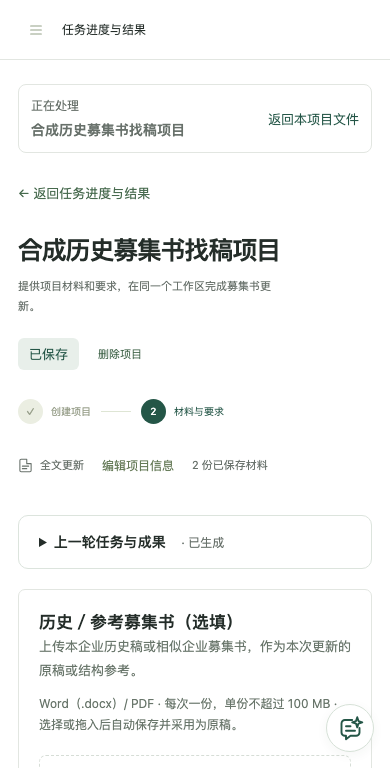 任务进度与结果
正在处理
合成历史募集书找稿项目
返回本项目文件
← 返回任务进度与结果
合成历史募集书找稿项目
提供项目材料和要求，在同一个工作区完成募集书更
新。
已保存
删除项目
✓ 创建项目
2 材料与要求
全文更新 编辑项目信息 2 份已保存材料
▶ 上一轮任务与成果 · 已生成
历史 / 参考募集书（选填）
上传本企业历史稿或相似企业募集书，作为本次更新的
原稿或结构参考。
Word（.docx）/ PDF · 每次一份，单份不超过 100 MB ·
选择或拖入后自动保存并采用为原稿。